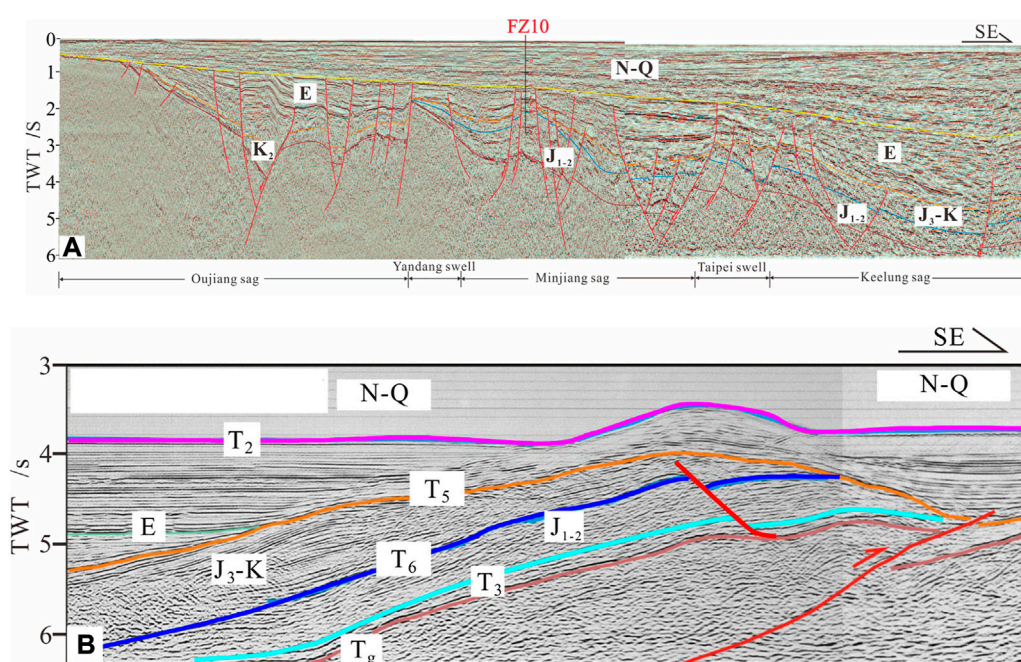 FZ10
SE
0
1
2
3
4
5
6
TWT /S
N-Q
E
K₂
J₁₋₂
E
J₁₋₂
J₃-K
A
Oujiang sag
Yandang swell
Minjiang sag
Taipei swell
Keelung sag
SE
3
4
5
6
TWT /s
N-Q
N-Q
T₂
T₅
E
J₁₋₂
J₃-K
T₆
T₃
T₉
B